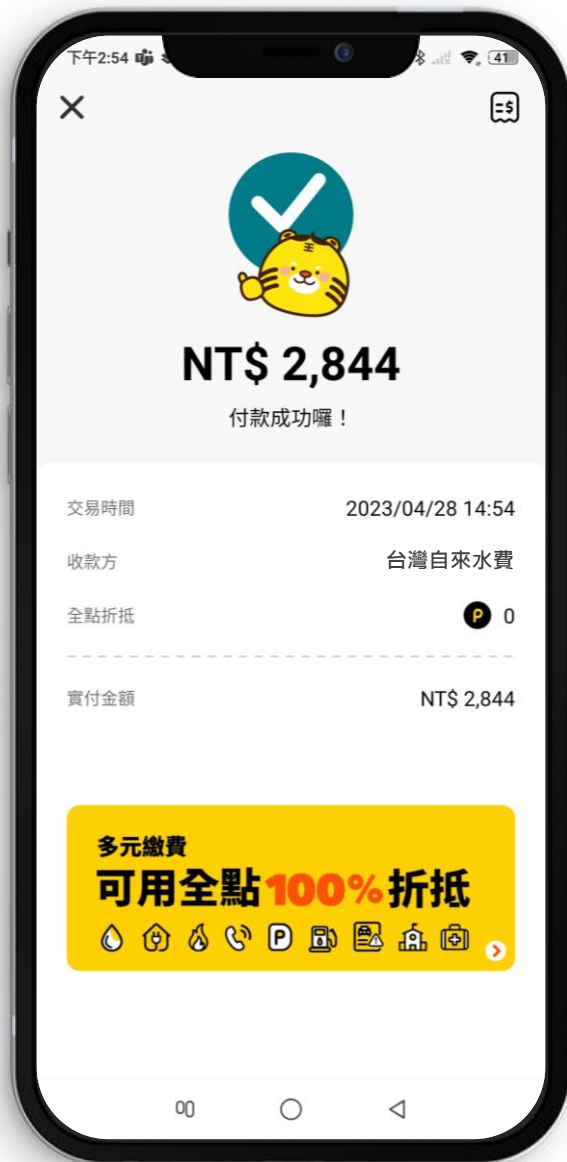 下午2:54
41
NT$ 2,844
付款成功囉！
交易時間 2023/04/28 14:54
收款方 台灣自來水費
全點折抵 P 0
實付金額 NT$ 2,844
多元繳費
可用全點100%折抵
P